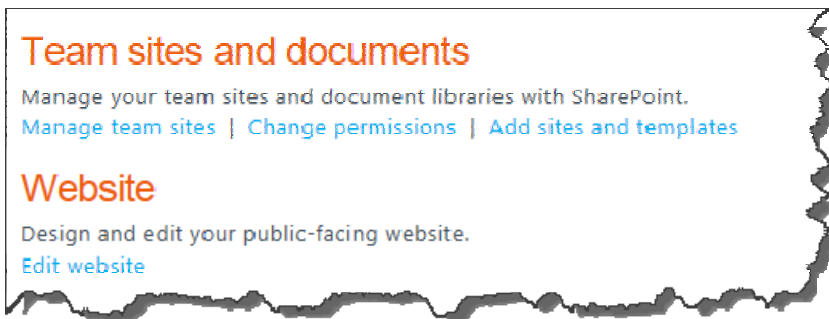 Team sites and documents
Manage your team sites and document libraries with SharePoint.
Manage team sites | Change permissions | Add sites and templates
Website
Design and edit your public-facing website.
Edit website